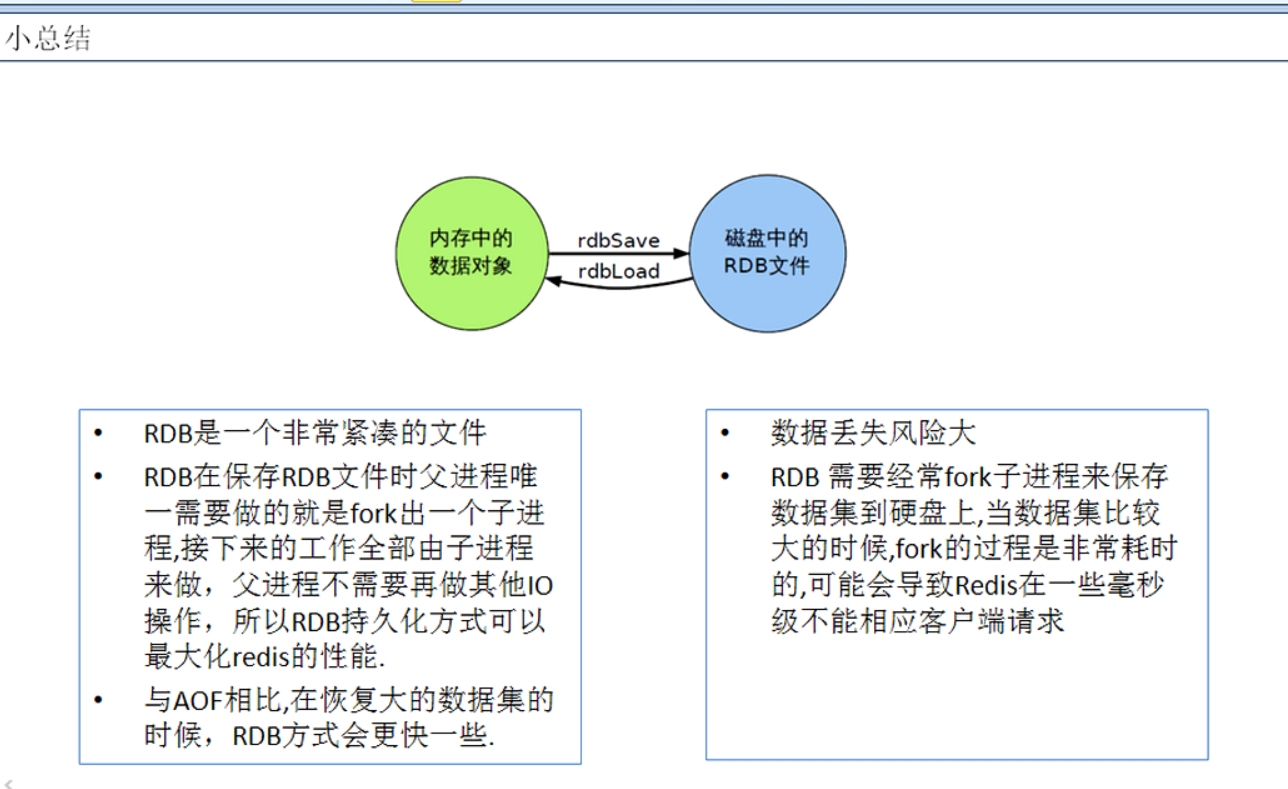 小总结
内存中的
数据对象
rdbSave
rdbLoad
磁盘中的
RDB文件
• RDB是一个非常紧凑的文件
• RDB在保存RDB文件时父进程唯
一需要做的就是fork出一个子进
程,接下来的工作全部由子进程
来做，父进程不需要再做其他IO
操作，所以RDB持久化方式可以
最大化redis的性能.
• 与AOF相比,在恢复大的数据集的
时候，RDB方式会更快一些.
• 数据丢失风险大
• RDB 需要经常fork子进程来保存
数据集到硬盘上,当数据集比较
大的时候,fork的过程是非常耗时
的,可能会导致Redis在一些毫秒
级不能相应客户端请求